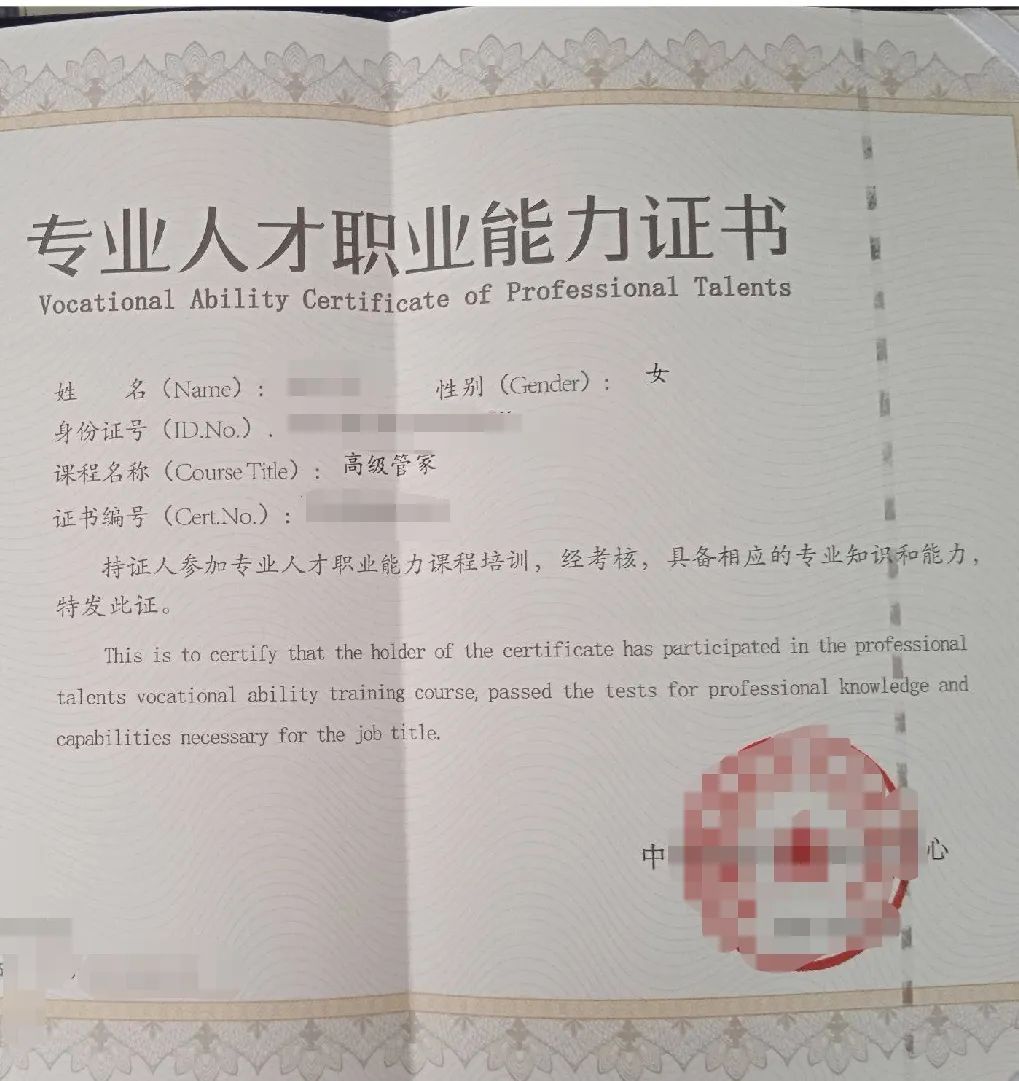 专业人才职业能力证书
Vocational Ability Certificate of Professional Talents
姓 名（Name）： 性别（Gender）： 女
身份证号（ID.No.）.
课程名称（Course Title）： 高级管家
证书编号（Cert.No.）：
持证人参加专业人才职业能力课程培训，经考核，具备相应的专业知识和能力，
特发此证。
This is to certify that the holder of the certificate has participated in the professional
talents vocational ability training course, passed the tests for professional knowledge and
capabilities necessary for the job title.
中 心